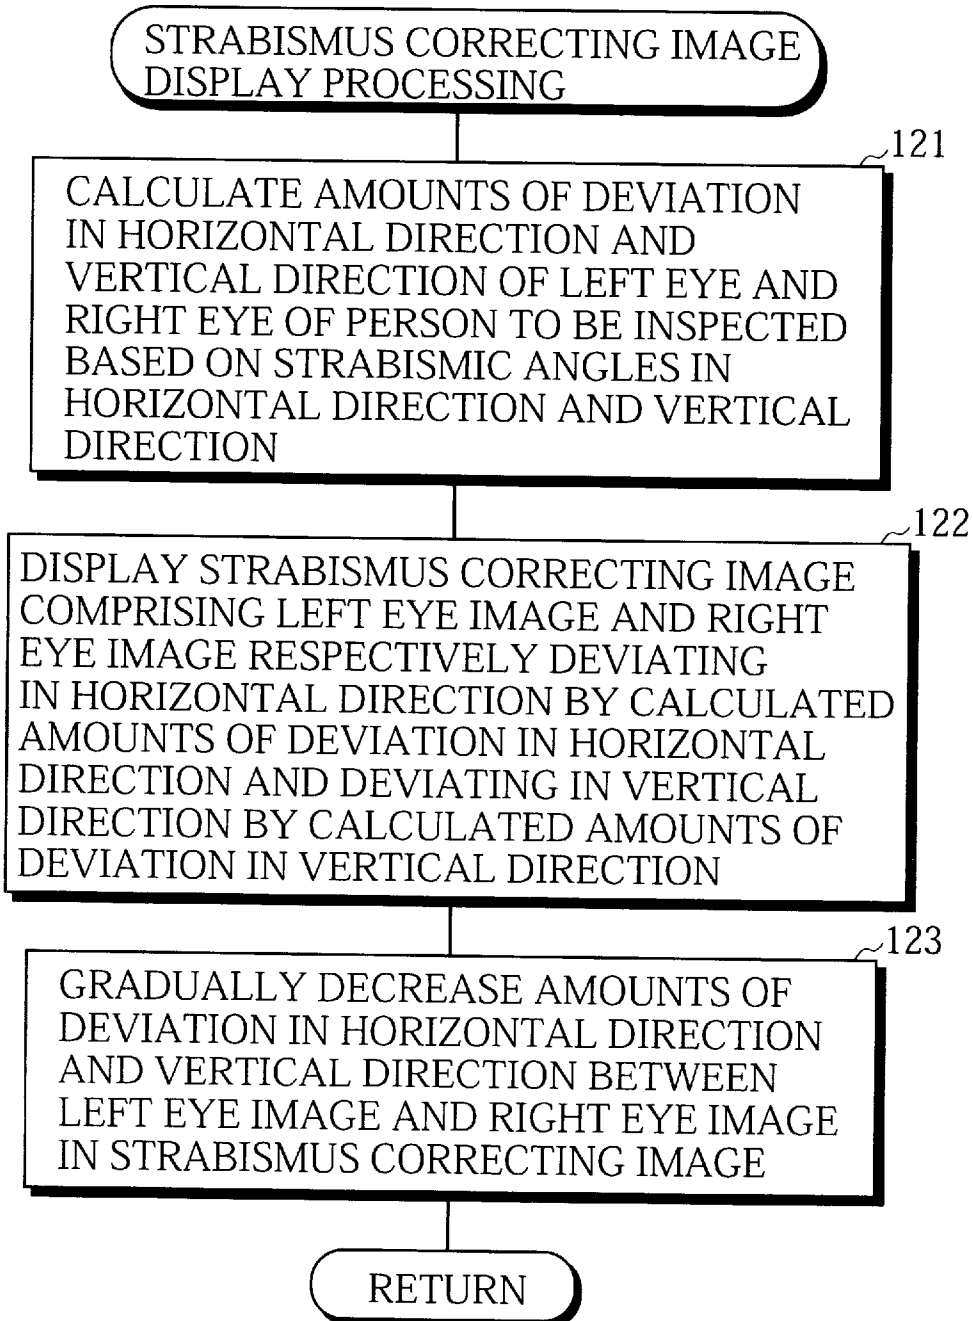 STRABISMUS CORRECTING IMAGE
DISPLAY PROCESSING
121
CALCULATE AMOUNTS OF DEVIATION
IN HORIZONTAL DIRECTION AND
VERTICAL DIRECTION OF LEFT EYE AND
RIGHT EYE OF PERSON TO BE INSPECTED
BASED ON STRABISMIC ANGLES IN
HORIZONTAL DIRECTION AND VERTICAL
DIRECTION
122
DISPLAY STRABISMUS CORRECTING IMAGE
COMPRISING LEFT EYE IMAGE AND RIGHT
EYE IMAGE RESPECTIVELY DEVIATING
IN HORIZONTAL DIRECTION BY CALCULATED
AMOUNTS OF DEVIATION IN HORIZONTAL
DIRECTION AND DEVIATING IN VERTICAL
DIRECTION BY CALCULATED AMOUNTS OF
DEVIATION IN VERTICAL DIRECTION
123
GRADUALLY DECREASE AMOUNTS OF
DEVIATION IN HORIZONTAL DIRECTION
AND VERTICAL DIRECTION BETWEEN
LEFT EYE IMAGE AND RIGHT EYE IMAGE
IN STRABISMUS CORRECTING IMAGE
RETURN